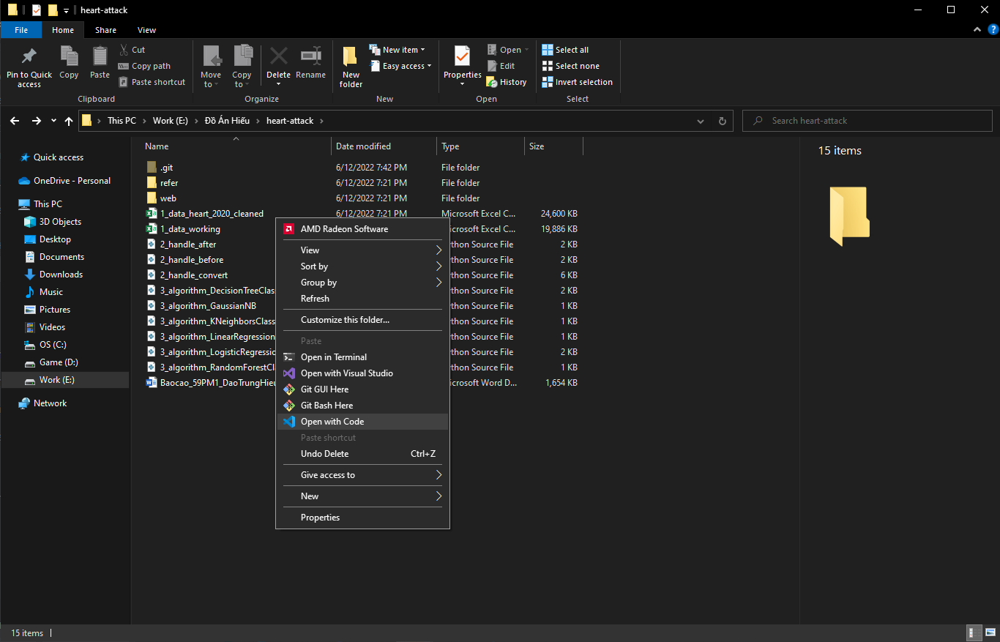 heart-attack
File Home Share View
Pin to Quick access
Copy
Paste
Cut
Copy path
Paste shortcut
Clipboard
Move to
Copy to
Delete
Rename
Organize
New folder
New item
Easy access
New
Properties
Open
Edit
History
Open
Select all
Select none
Invert selection
Select
This PC > Work (E:) > Đồ Án Hiếu > heart-attack >
Search heart-attack
Quick access
OneDrive - Personal
This PC
3D Objects
Desktop
Documents
Downloads
Music
Pictures
Videos
OS (C:)
Game (D:)
Work (E:)
Network
Name Date modified Type Size
.git 6/12/2022 7:42 PM File folder
refer 6/12/2022 7:21 PM File folder
web 6/12/2022 7:21 PM File folder
1_data_heart_2020_cleaned 6/12/2022 7:21 PM Microsoft Excel C... 24,600 KB
1_data_working icrosoft Excel C... 19,886 KB
2_handle_after thon Source File 2 KB
2_handle_before thon Source File 2 KB
2_handle_convert thon Source File 6 KB
3_algorithm_DecisionTreeClas thon Source File 2 KB
3_algorithm_GaussianNB thon Source File 1 KB
3_algorithm_KNeighborsClass thon Source File 1 KB
3_algorithm_LinearRegression thon Source File 1 KB
3_algorithm_LogisticRegressic thon Source File 2 KB
3_algorithm_RandomForestCla thon Source File 1 KB
Baocao_59PM1_DaoTrungHieu icrosoft Word D... 1,654 KB
AMD Radeon Software
View
Sort by
Group by
Refresh
Customize this folder...
Paste
Open in Terminal
Open with Visual Studio
Git GUI Here
Git Bash Here
Open with Code
Paste shortcut
Undo Delete Ctrl+Z
Give access to
New
Properties
15 items
15 items